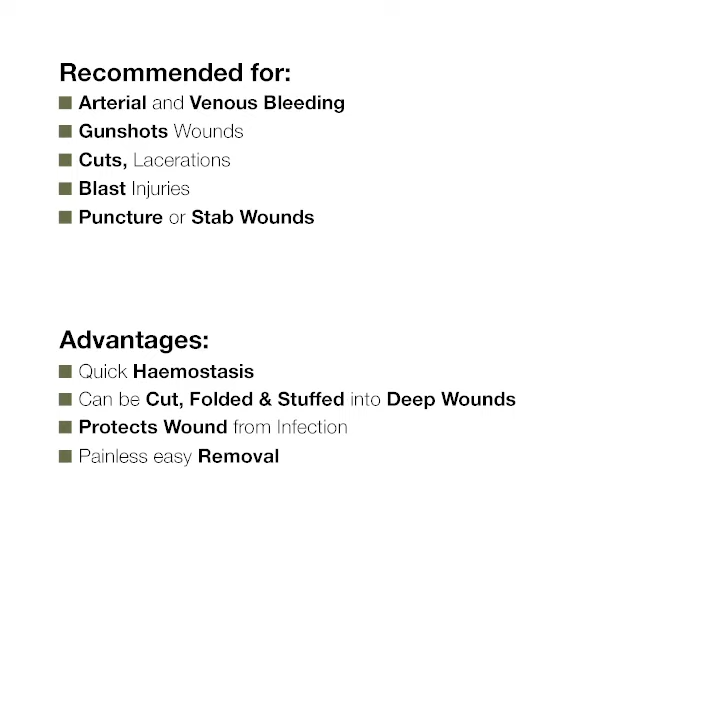 Recommended for:
Arterial and Venous Bleeding
Gunshots Wounds
Cuts, Lacerations
Blast Injuries
Puncture or Stab Wounds
Advantages:
Quick Haemostasis
Can be Cut, Folded & Stuffed into Deep Wounds
Protects Wound from Infection
Painless easy Removal